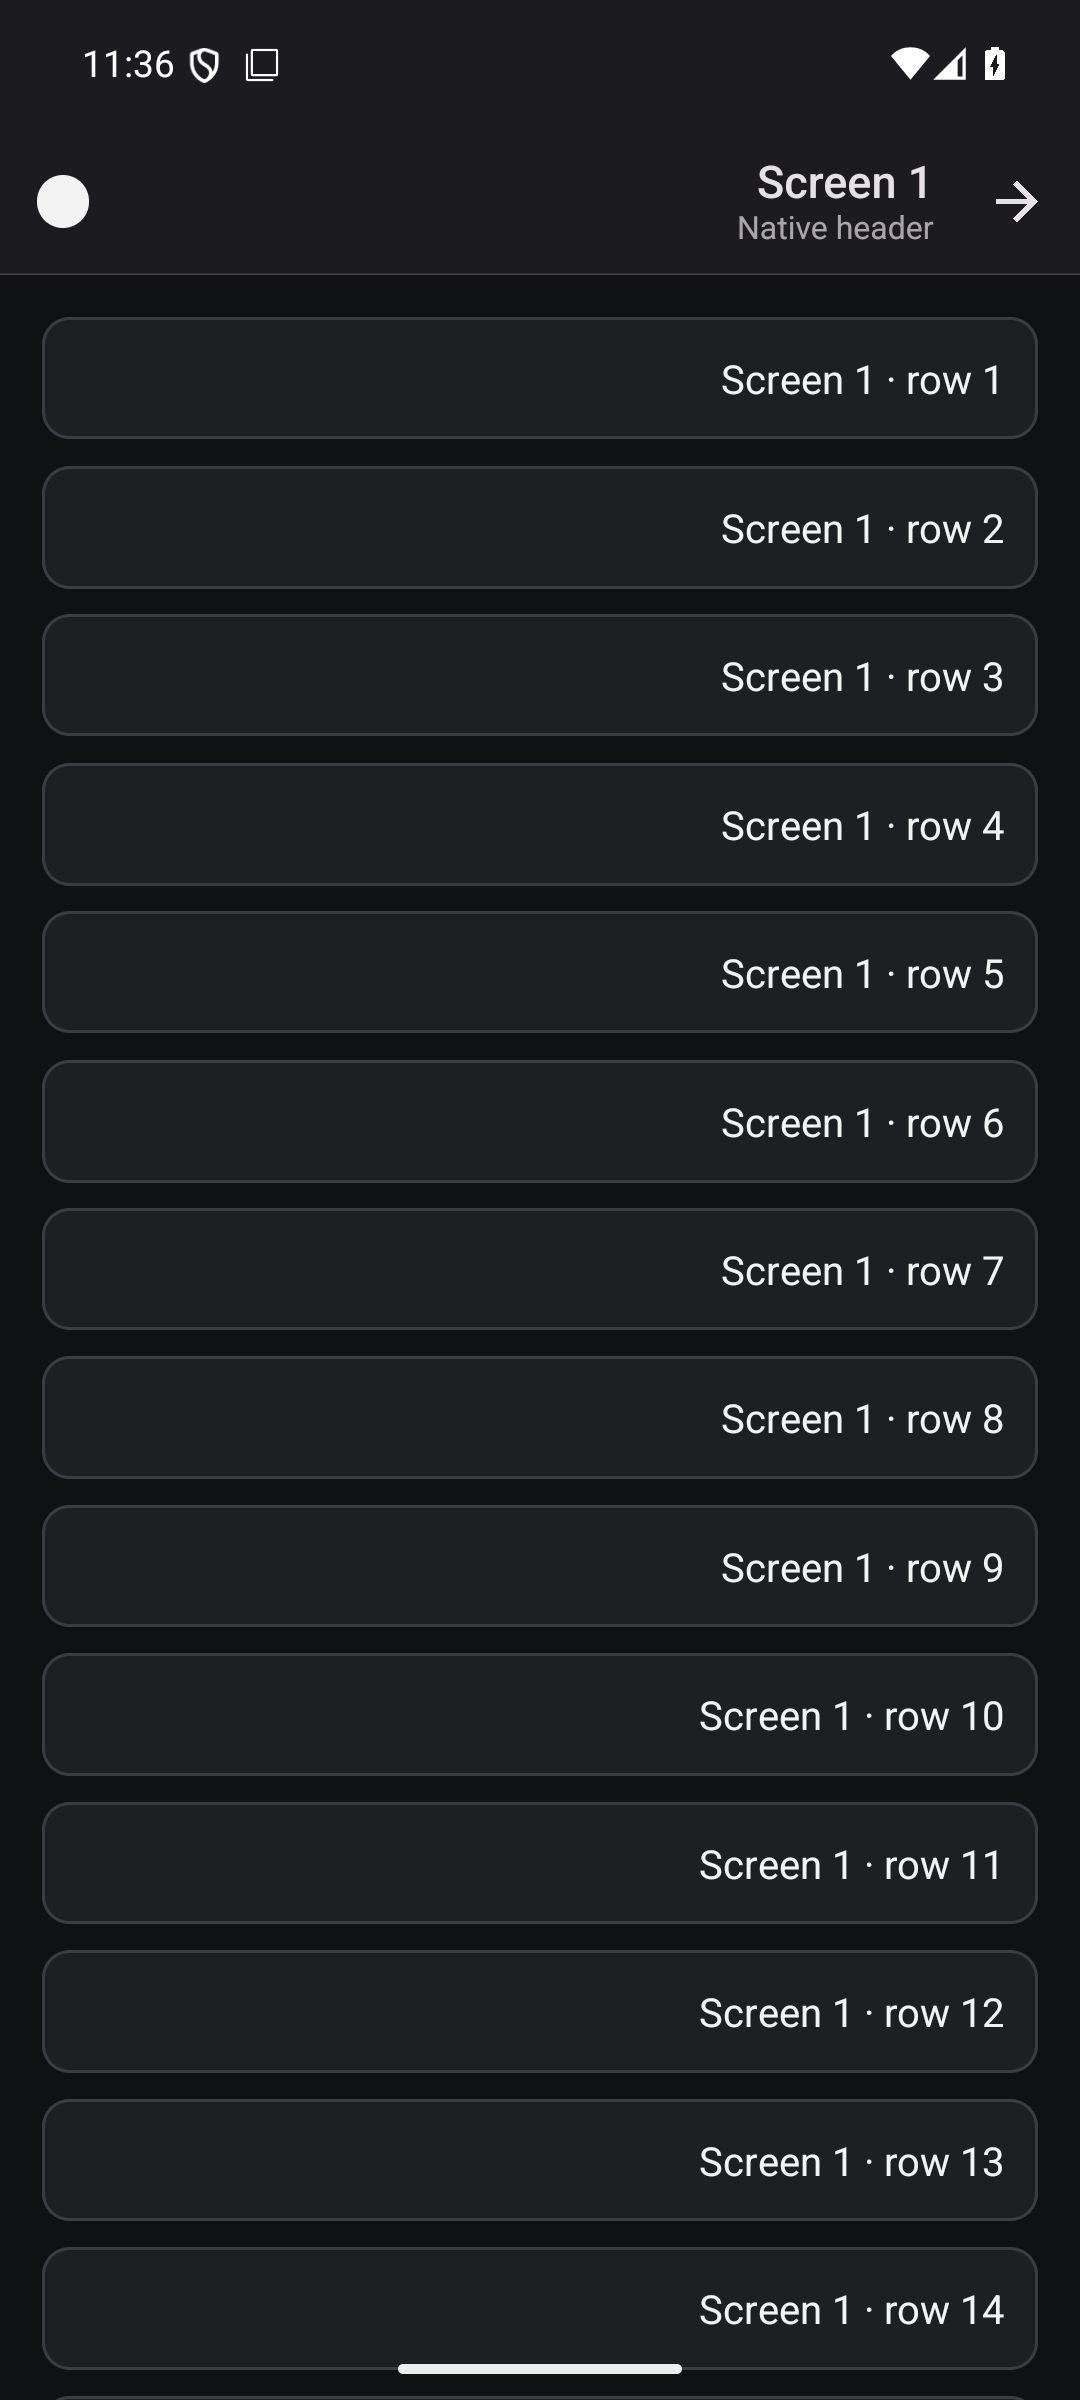 11:36
Screen 1
Native header
Screen 1 · row 1
Screen 1 · row 2
Screen 1 · row 3
Screen 1 · row 4
Screen 1 · row 5
Screen 1 · row 6
Screen 1 · row 7
Screen 1 · row 8
Screen 1 · row 9
Screen 1 · row 10
Screen 1 · row 11
Screen 1 · row 12
Screen 1 · row 13
Screen 1 · row 14